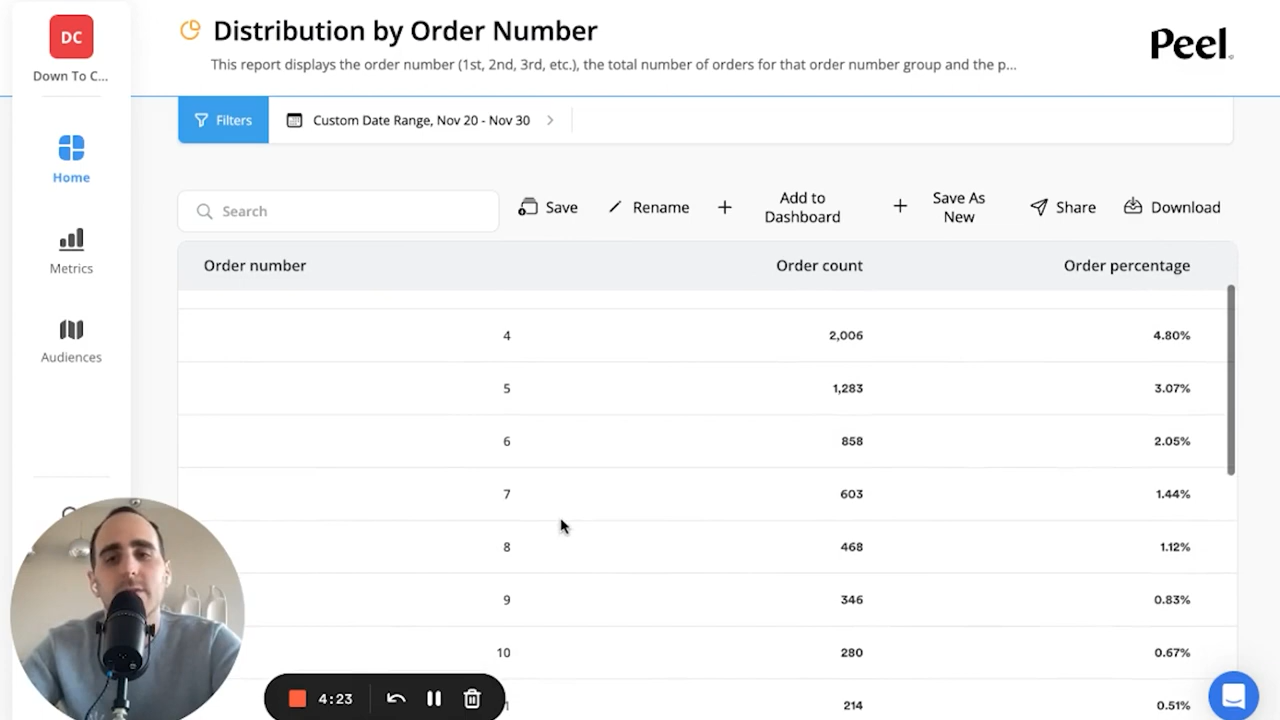 DC
Down To C...
Home
Metrics
Audiences
Distribution by Order Number
This report displays the order number (1st, 2nd, 3rd, etc.), the total number of orders for that order number group and the p...
Peel
Filters
Custom Date Range, Nov 20 - Nov 30
Search
Save
Rename
Add to
Dashboard
Save As
New
Share
Download
Order number Order count Order percentage
4 2,006 4.80%
5 1,283 3.07%
6 858 2.05%
7 603 1.44%
8 468 1.12%
9 346 0.83%
10 280 0.67%
214 0.51%
4:23